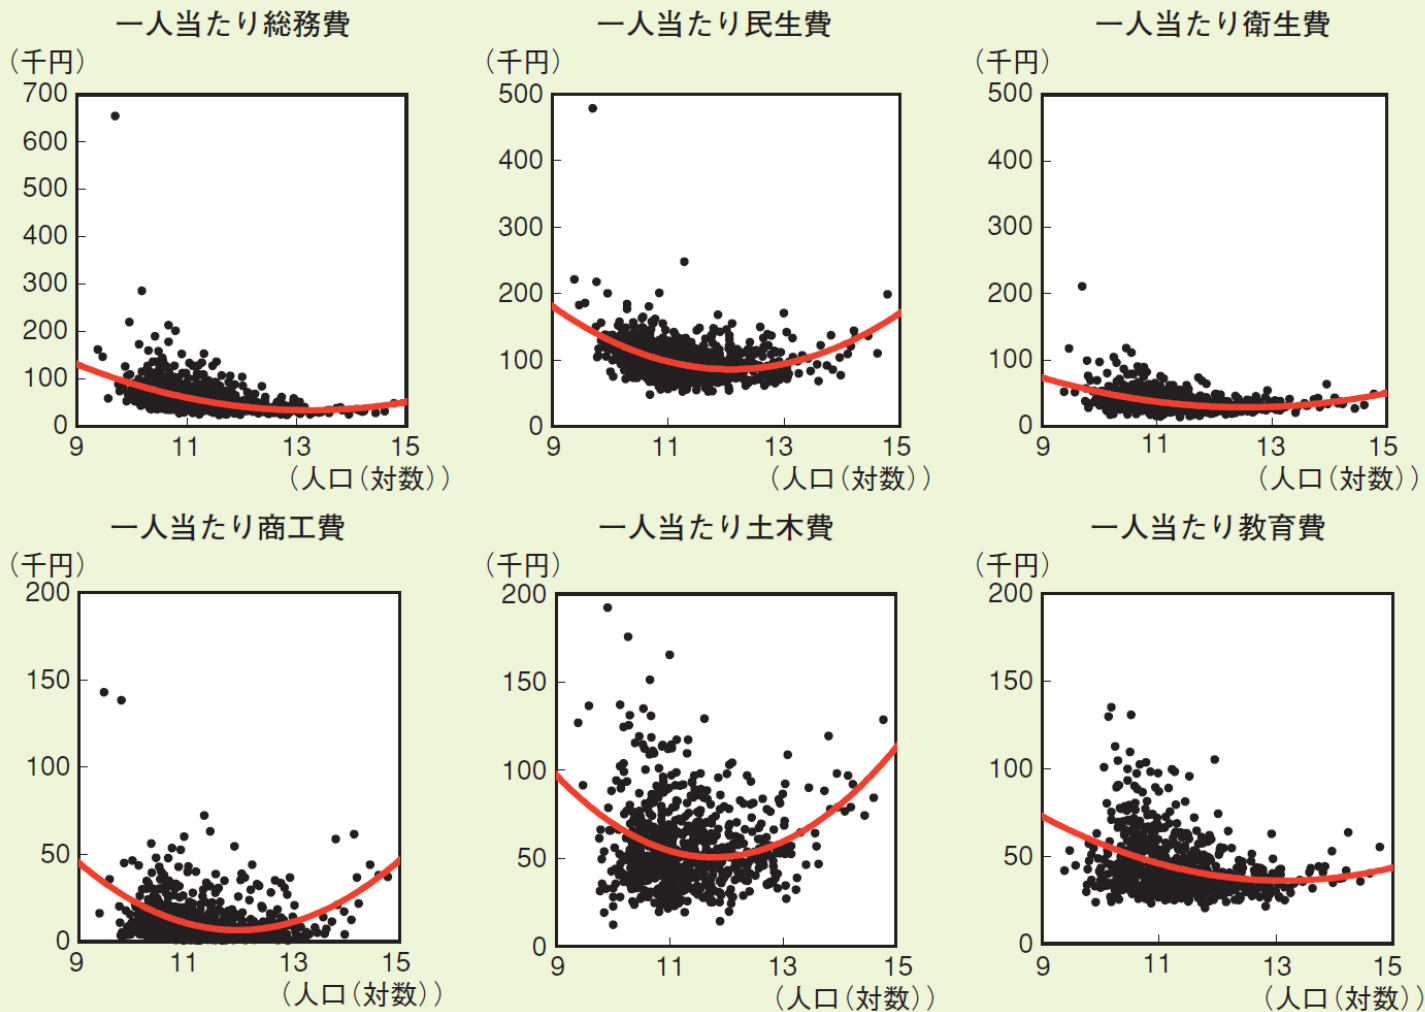 一人当たり総務費
(千円)
700
600
500
400
300
200
100
0
9 11 13 15
(人口(対数))
一人当たり民生費
(千円)
500
400
300
200
100
0
9 11 13 15
(人口(対数))
一人当たり衛生費
(千円)
500
400
300
200
100
0
9 11 13 15
(人口(対数))
一人当たり商工費
(千円)
200
150
100
50
0
9 11 13 15
(人口(対数))
一人当たり土木費
(千円)
200
150
100
50
0
9 11 13 15
(人口(対数))
一人当たり教育費
(千円)
200
150
100
50
0
9 11 13 15
(人口(対数))